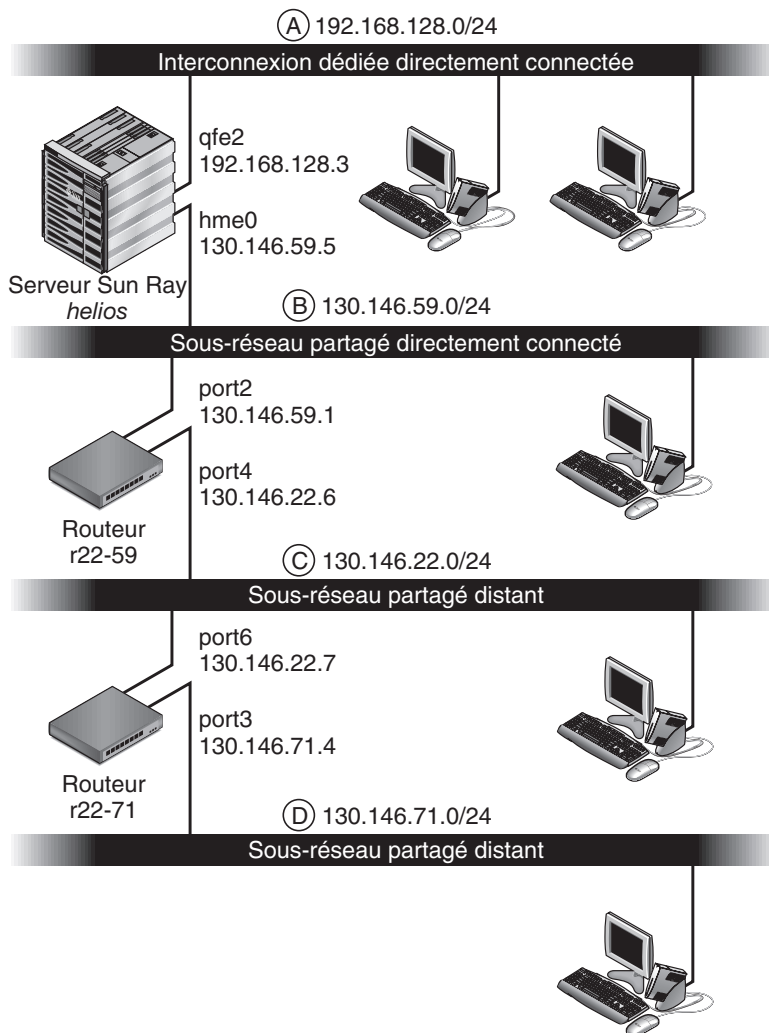 A 192.168.128.0/24
Interconnexion dédiée directement connectée
qfe2
192.168.128.3
hme0
130.146.59.5
Serveur Sun Ray
helios
B 130.146.59.0/24
Sous-réseau partagé directement connecté
port2
130.146.59.1
port4
130.146.22.6
Routeur
r22-59
C 130.146.22.0/24
Sous-réseau partagé distant
port6
130.146.22.7
port3
130.146.71.4
Routeur
r22-71
D 130.146.71.0/24
Sous-réseau partagé distant